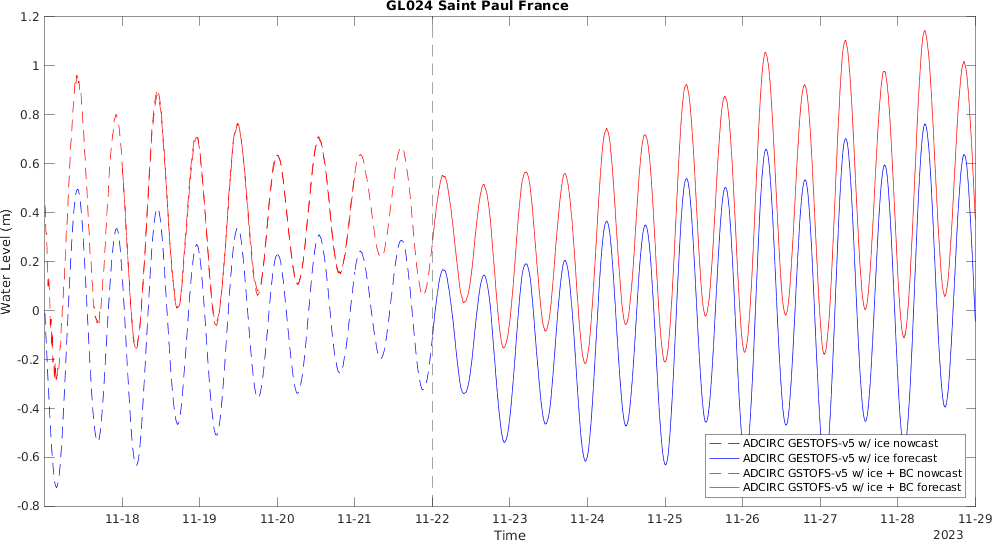 GL024 Saint Paul France
1.2
1
0.8
0.6
0.4
0.2
0
-0.2
-0.4
-0.6
-0.8
Water Level (m)
ADCIRC GESTOFS-v5 w/ ice nowcast
ADCIRC GESTOFS-v5 w/ ice forecast
ADCIRC GSTOFS-v5 w/ ice + BC nowcast
ADCIRC GSTOFS-v5 w/ ice + BC forecast
11-18 11-19 11-20 11-21 11-22 11-23 11-24 11-25 11-26 11-27 11-28 11-29
Time
2023